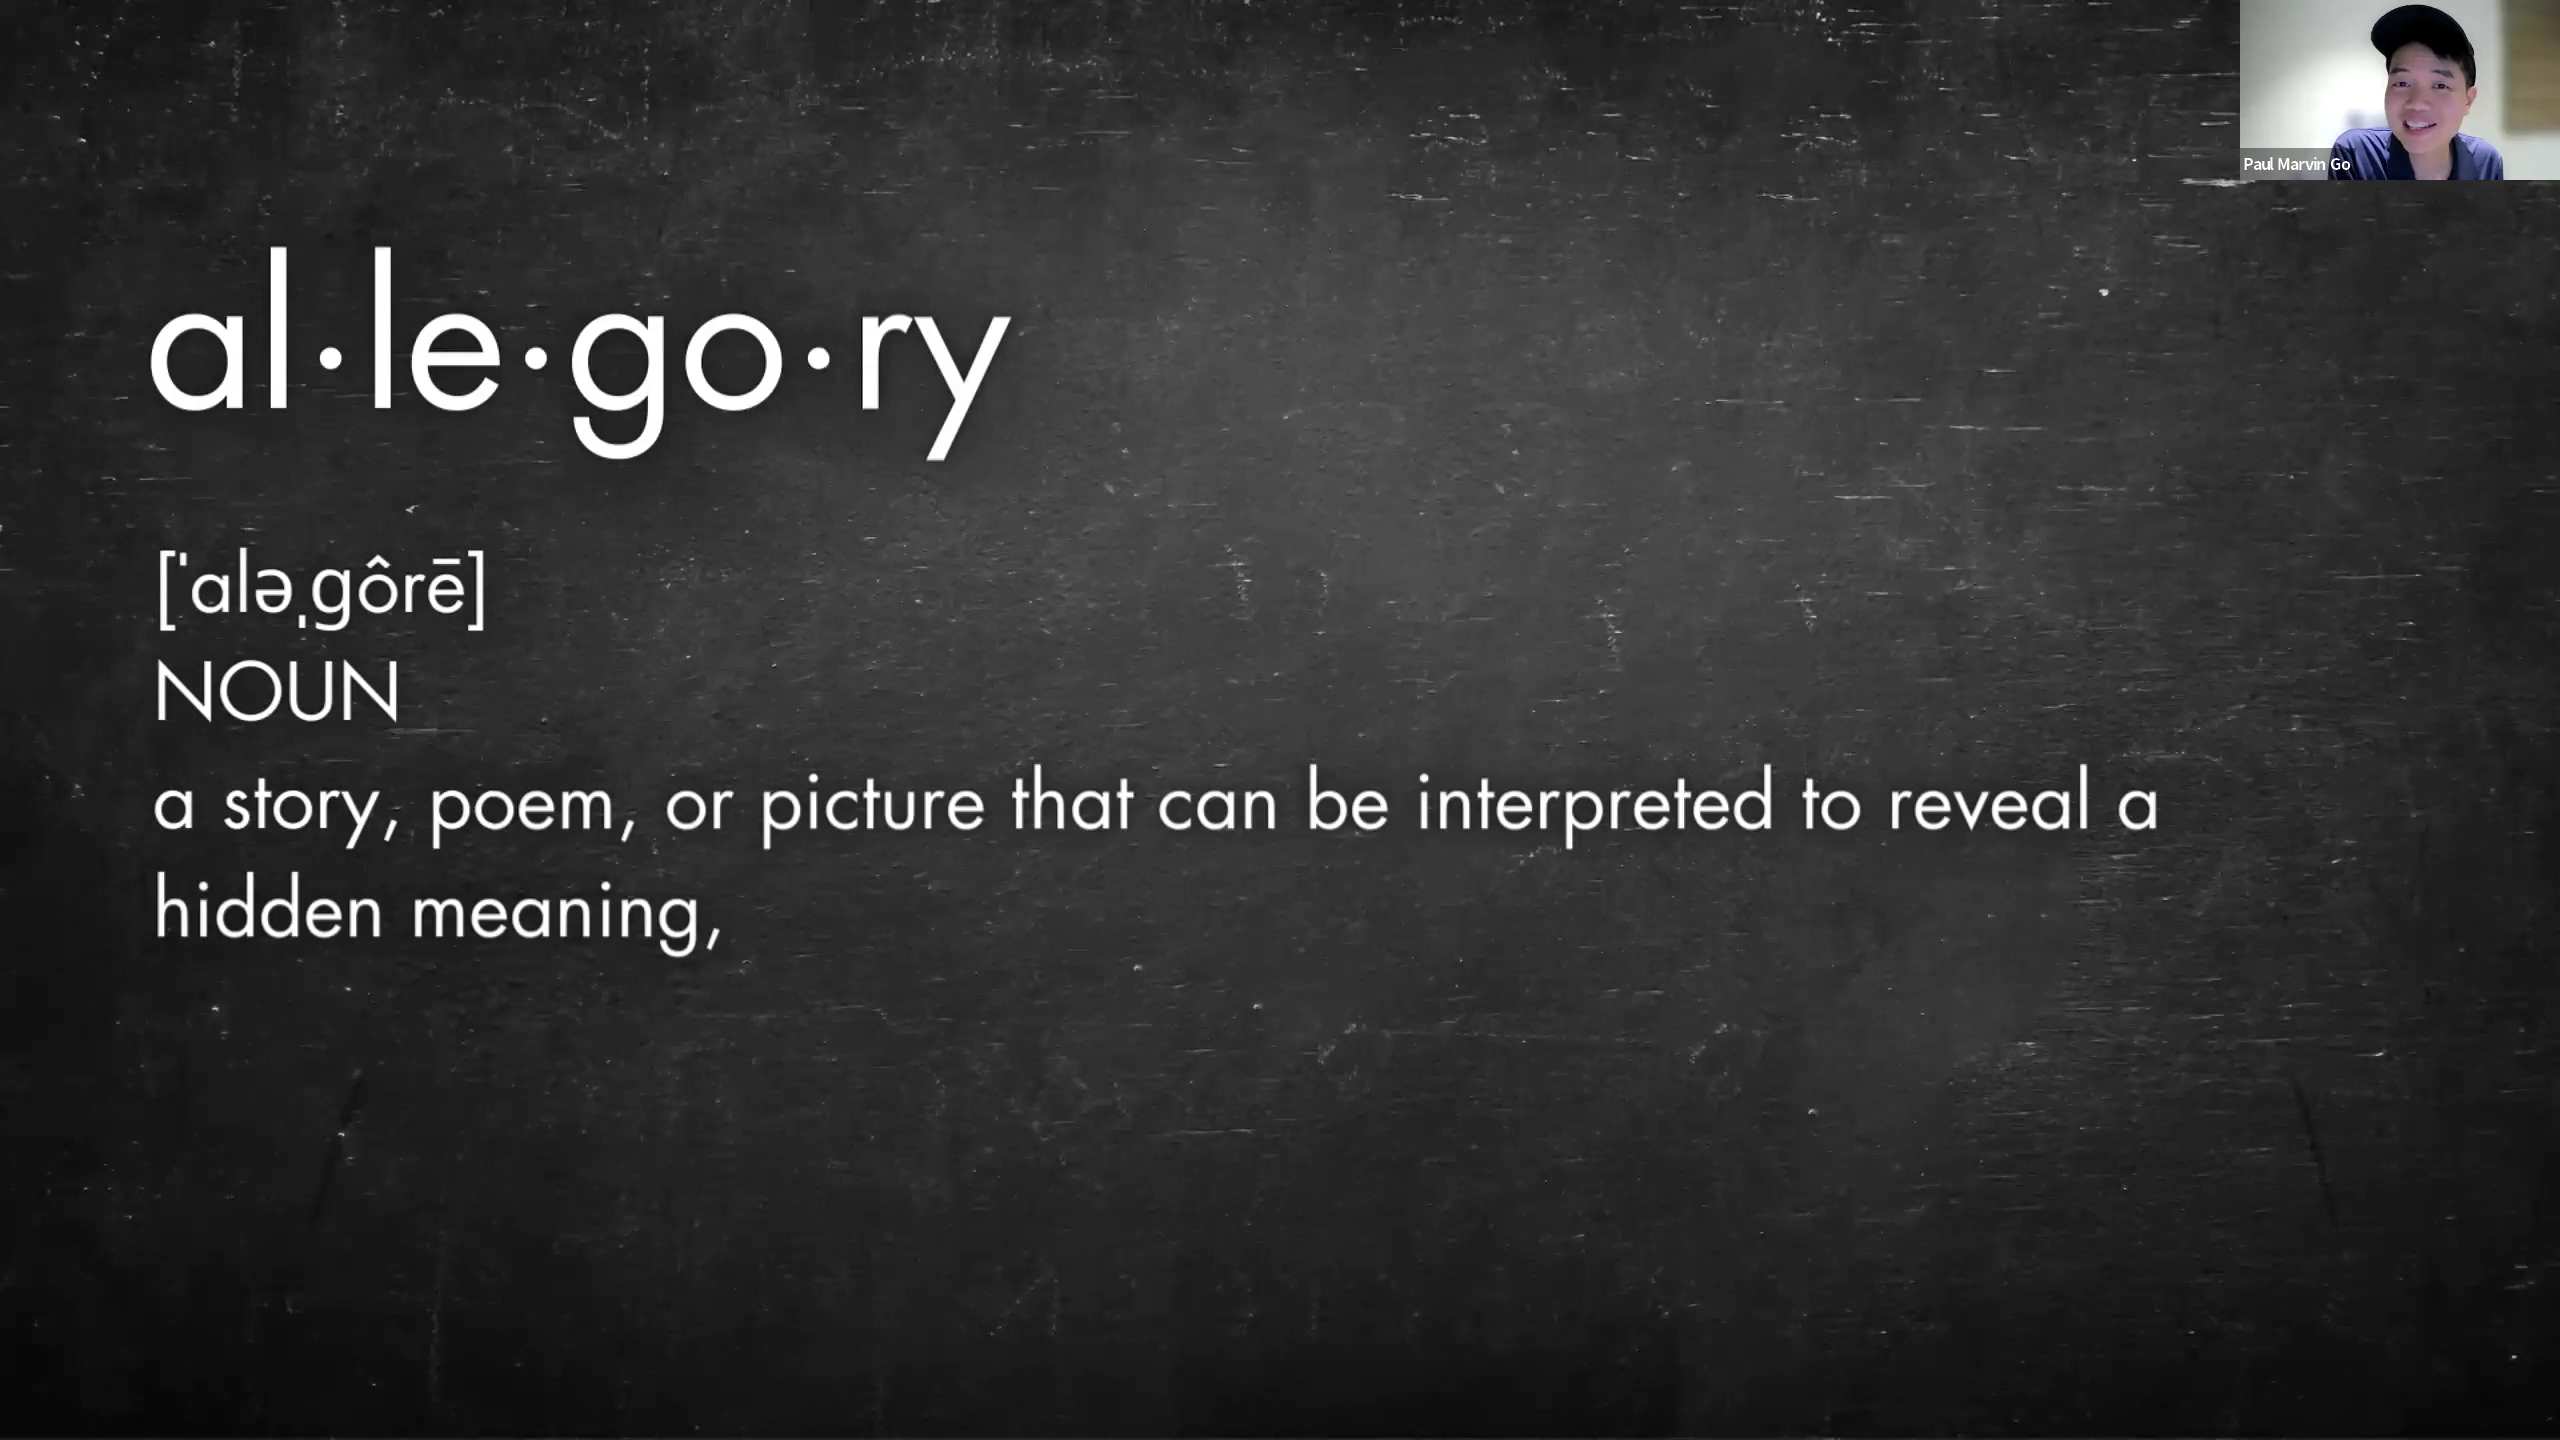 Paul Marvin Go
al·le·go·ry
[ˈaləˌɡôrē]
NOUN
a story, poem, or picture that can be interpreted to reveal a
hidden meaning,